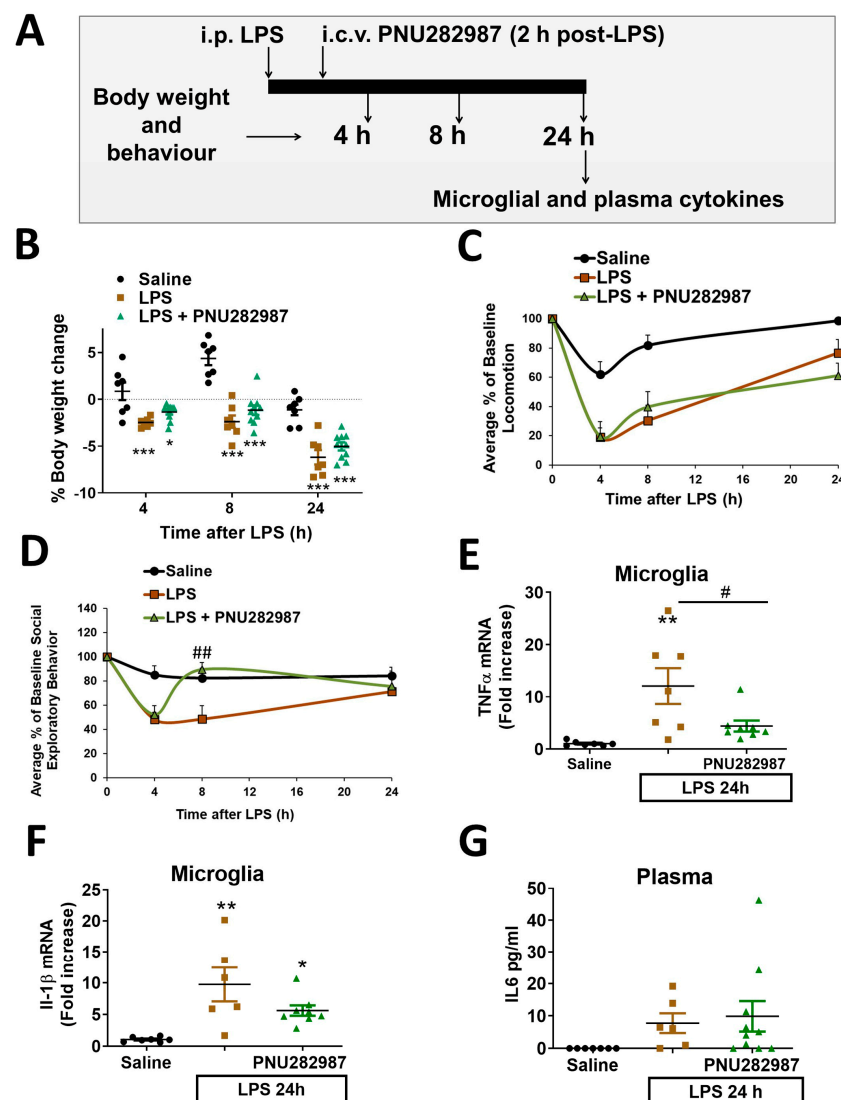 A
i.p. LPS
i.c.v. PNU282987 (2 h post-LPS)
Body weight
and
behaviour
4 h
8 h
24 h
Microglial and plasma cytokines
B
Saline
LPS
LPS + PNU282987
% Body weight change
5
0
-5
-10
***
*
***
***
***
***
4
8
24
Time after LPS (h)
C
Saline
LPS
LPS + PNU282987
Average % of Baseline
Locomotion
100
80
60
40
20
0
0
4
8
12
16
20
24
Time after LPS (h)
D
Saline
LPS
LPS + PNU282987
Average % of Baseline Social
Exploratory Behavior
140
120
100
80
60
40
20
0
##
0
4
8
12
16
20
24
Time after LPS (h)
E
Microglia
TNFα mRNA
(Fold increase)
30
20
10
0
**
#
Saline
PNU282987
LPS 24h
F
Microglia
Il-1β mRNA
(Fold increase)
25
20
15
10
5
0
**
*
Saline
PNU282987
LPS 24h
G
Plasma
IL6 pg/ml
50
40
30
20
10
0
Saline
PNU282987
LPS 24 h